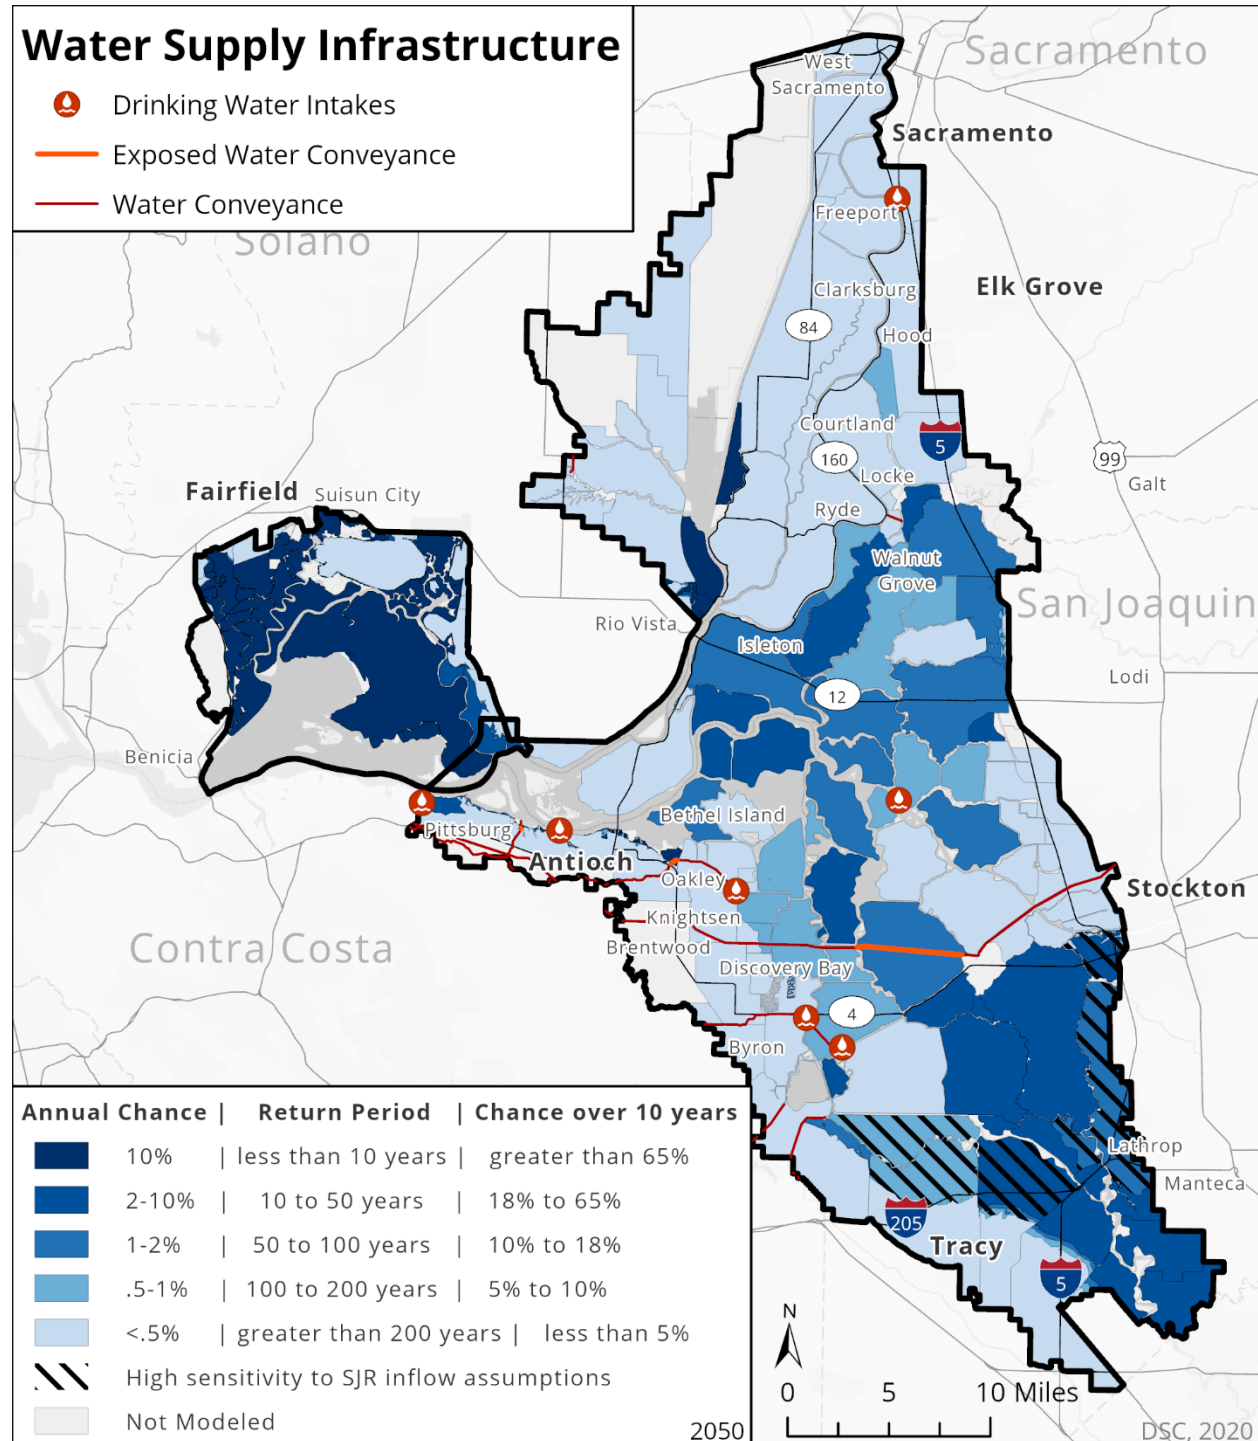 Water Supply Infrastructure
Drinking Water Intakes
Exposed Water Conveyance
Water Conveyance
Sacramento
West
Sacramento
Sacramento
Freeport
Solano
Clarksburg
Elk Grove
84
Hood
Courtland
5
160
99
Locke
Galt
Fairfield
Suisun City
Ryde
Walnut
Grove
San Joaquin
Rio Vista
Isleton
Lodi
12
Benicia
Bethel Island
Pittsburg
Antioch
Oakley
Stockton
Knightsen
Brentwood
Contra Costa
Discovery Bay
4
Byron
Lathrop
Manteca
205
Tracy
5
Annual Chance | Return Period | Chance over 10 years
10% | less than 10 years | greater than 65%
2-10% | 10 to 50 years | 18% to 65%
1-2% | 50 to 100 years | 10% to 18%
.5-1% | 100 to 200 years | 5% to 10%
<.5% | greater than 200 years | less than 5%
High sensitivity to SJR inflow assumptions
Not Modeled
N
0 5 10 Miles
2050
DSC, 2020